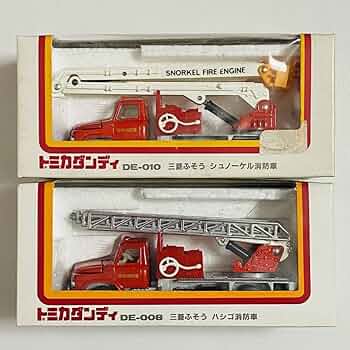 SNORKEL FIRE ENGINE
トミカダンディ DE-010 三菱ふそう シュノーケル消防車
トミカダンディ DE-008 三菱ふそう ハシゴ消防車